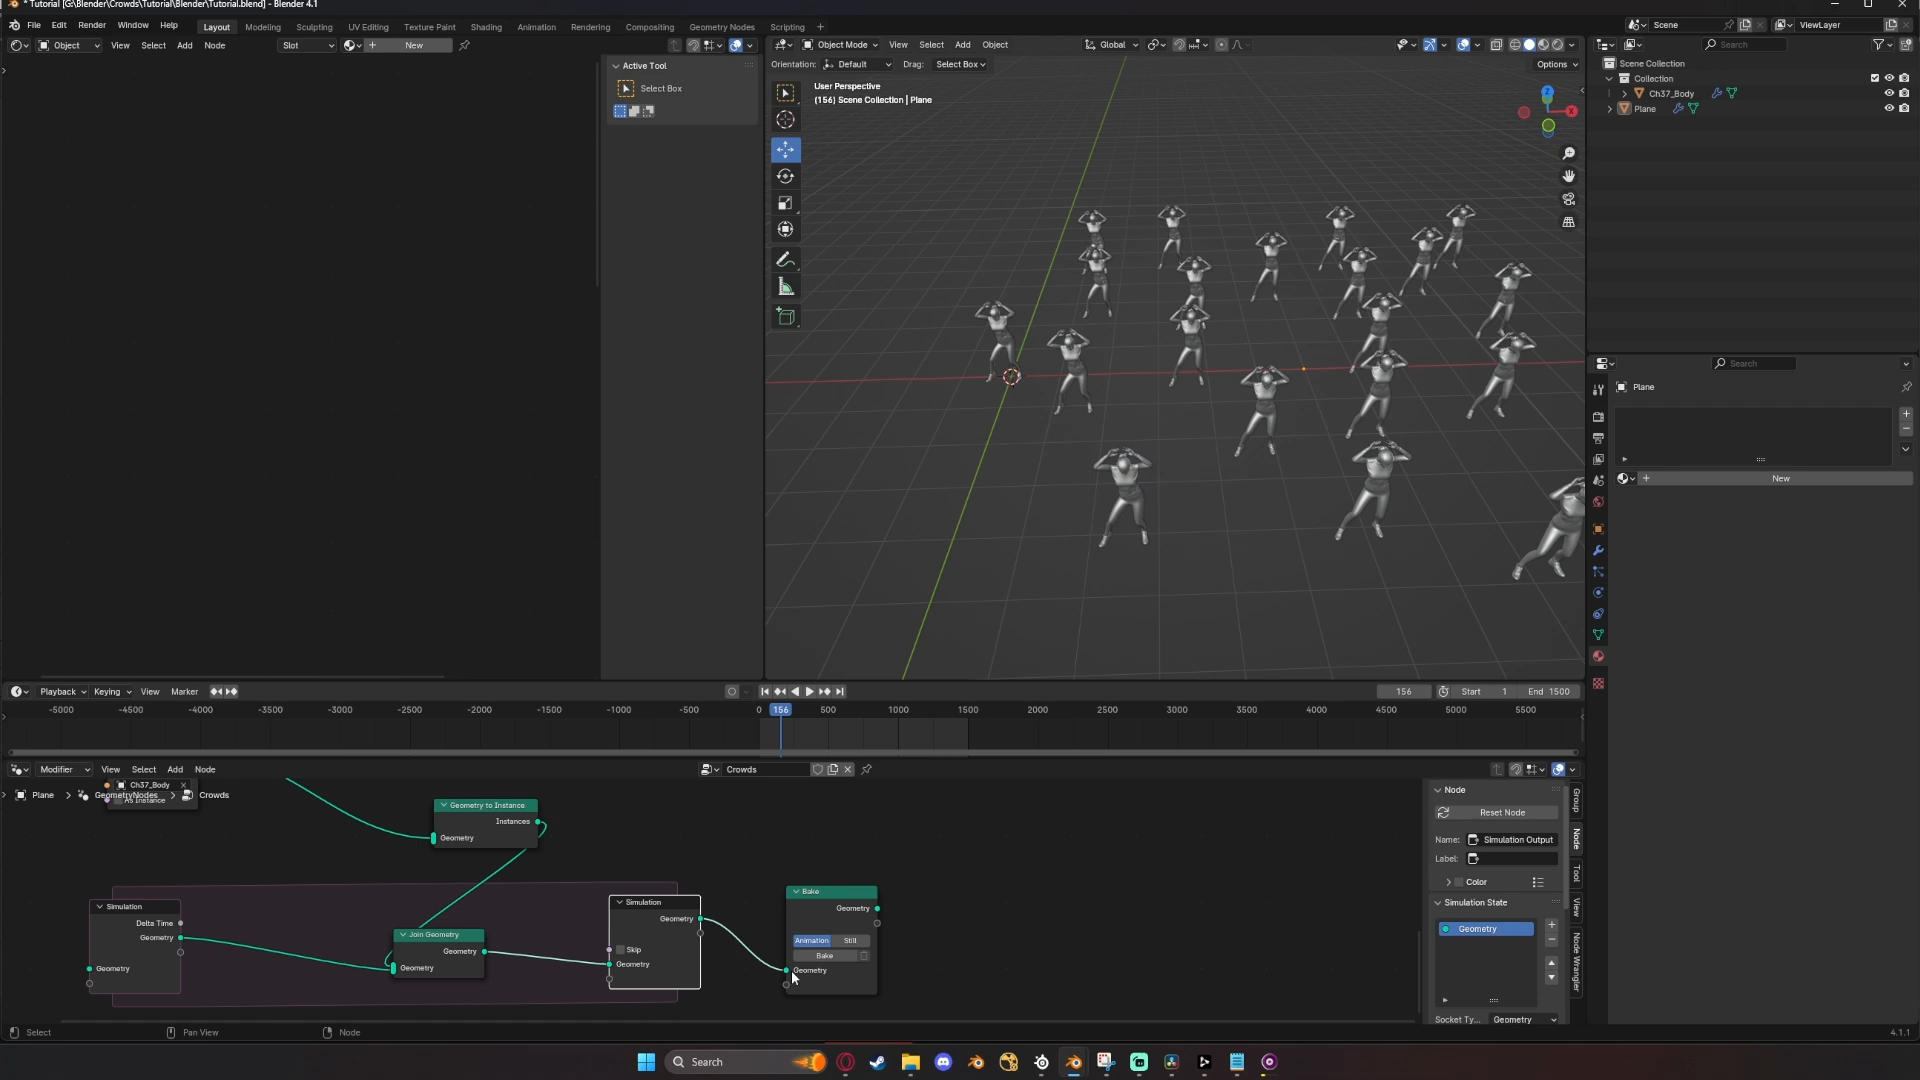 * Tutorial [G:\Blender\Crowds\Tutorial\Blender\Tutorial.blend] - Blender 4.1
File Edit Render Window Help Layout Modeling Sculpting UV Editing Texture Paint Shading Animation Rendering Compositing Geometry Nodes Scripting + Scene ViewLayer
Object View Select Add Node Slot New
Object Mode View Select Add Object Global
Search
Active Tool
Orientation: Default Drag: Select Box Options
Select Box
User Perspective
(156) Scene Collection | Plane
Z
X
Scene Collection
Collection
Ch37_Body
Plane
Search
Plane
New
Playback Keying View Marker 156 Start 1 End 1500
-5000 -4500 -4000 -3500 -3000 -2500 -2000 -1500 -1000 -500 0 156 500 1000 1500 2000 2500 3000 3500 4000 4500 5000 5500
Modifier View Select Add Node Crowds
Ch37_Body
Plane > GeometryNodes > Crowds
As Instance
Geometry to Instance
Instances
Geometry
Simulation
Delta Time
Geometry
Geometry
Join Geometry
Geometry
Geometry
Simulation
Geometry
Skip
Geometry
Bake
Geometry
Animation Still
Bake
Geometry
Node
Reset Node
Name: Simulation Output
Label:
Color
Simulation State
Geometry
Socket Ty... Geometry
Group
Node
Tool
View
Node Wrangler
Select Pan View Node 4.1.1
Search